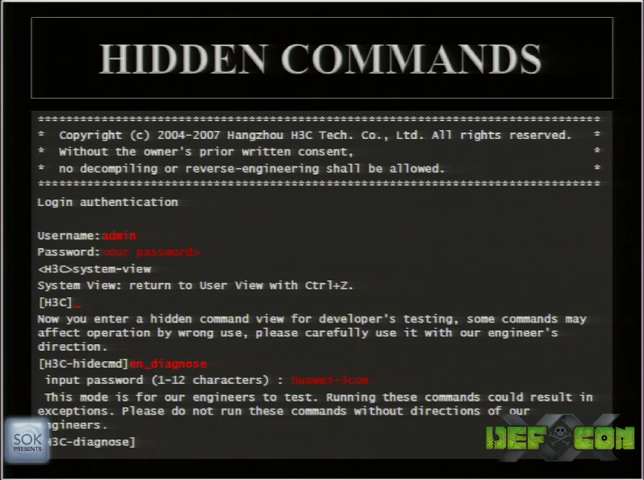 HIDDEN COMMANDS
********************************************************************************
* Copyright (c) 2004-2007 Hangzhou H3C Tech. Co., Ltd. All rights reserved. *
* Without the owner's prior written consent, *
* no decompiling or reverse-engineering shall be allowed. *
********************************************************************************
Login authentication
Username:admin
Password:<our password>
<H3C>system-view
System View: return to User View with Ctrl+Z.
[H3C]_
Now you enter a hidden command view for developer's testing, some commands may
affect operation by wrong use, please carefully use it with our engineer's
direction.
[H3C-hidecmd]en_diagnose
input password (1-12 characters) : huawei-3com
This mode is for our engineers to test. Running these commands could result in
exceptions. Please do not run these commands without directions of our
engineers.
[H3C-diagnose]
SOK
PRESENTS
DEFCON